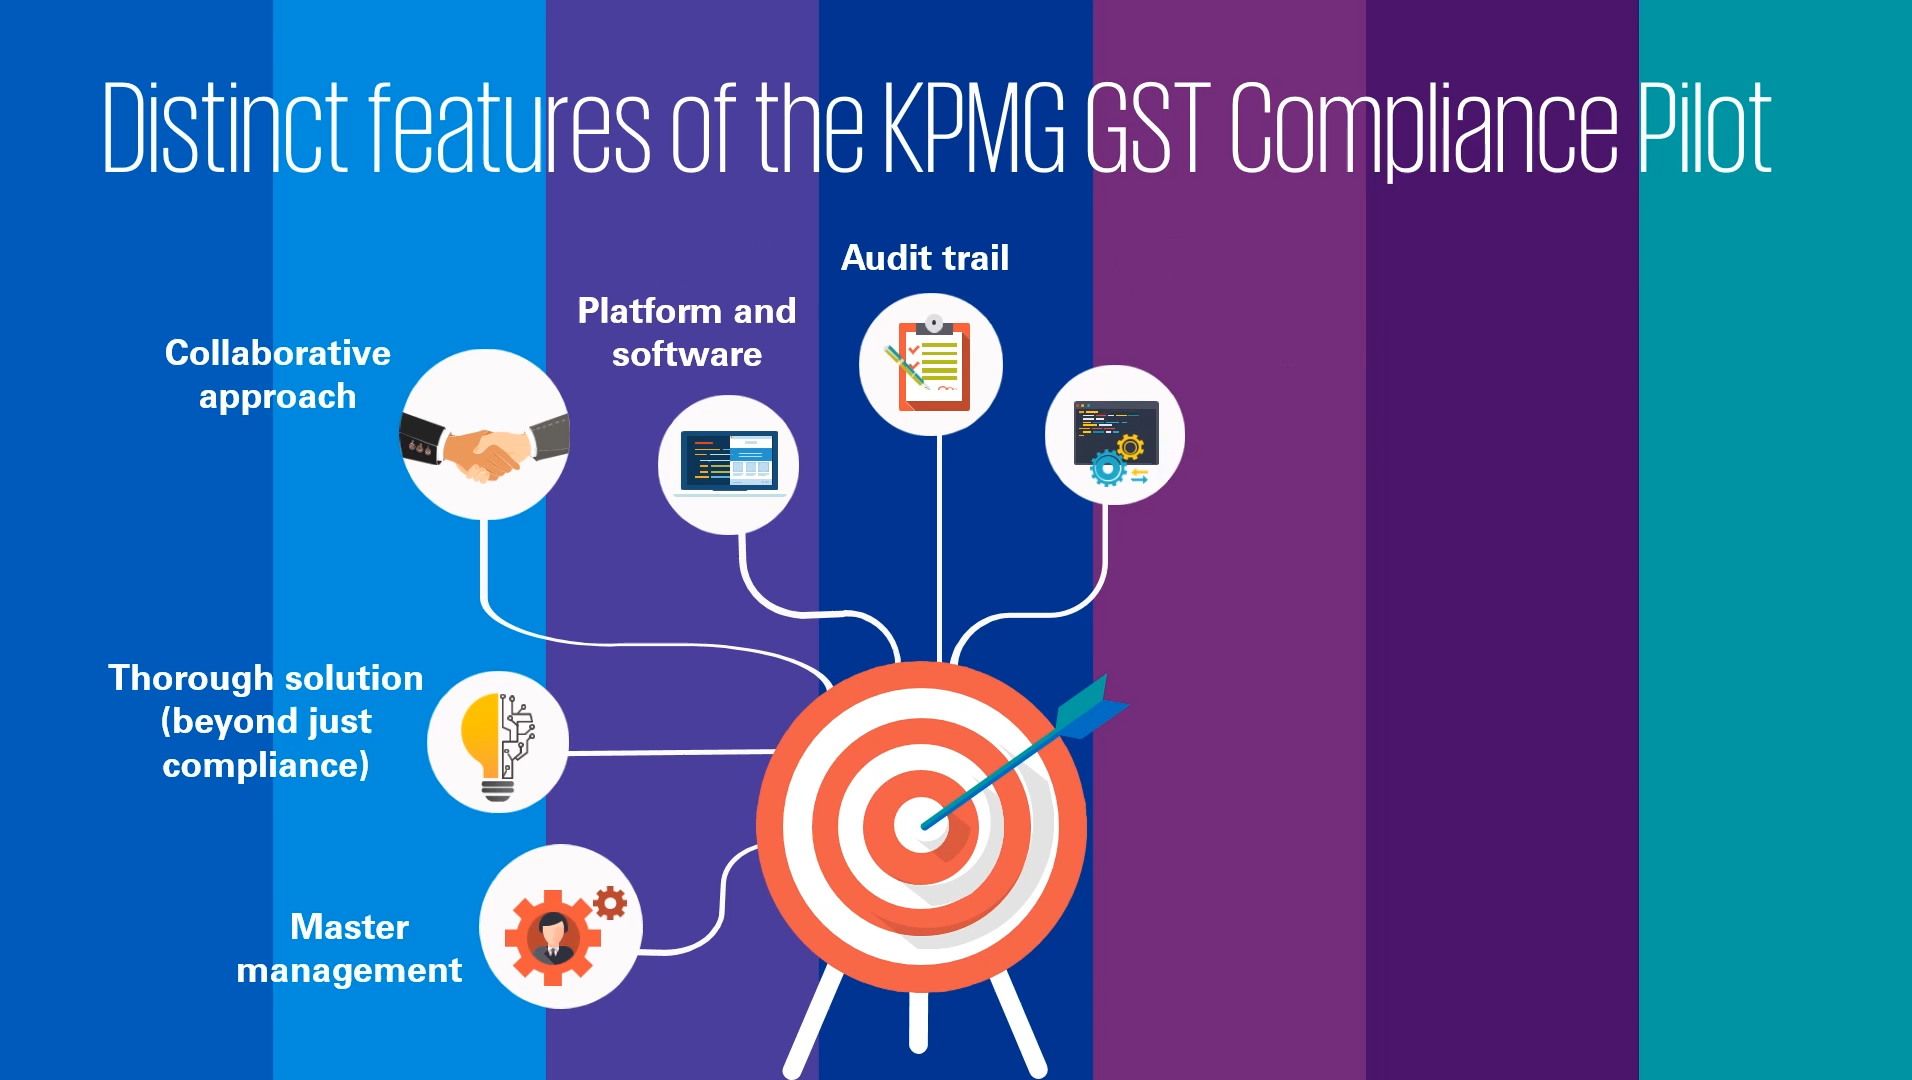 Distinct features of the KPMG GST Compliance Pilot
Audit trail
Platform and
software
Collaborative
approach
Thorough solution
(beyond just
compliance)
Master
management